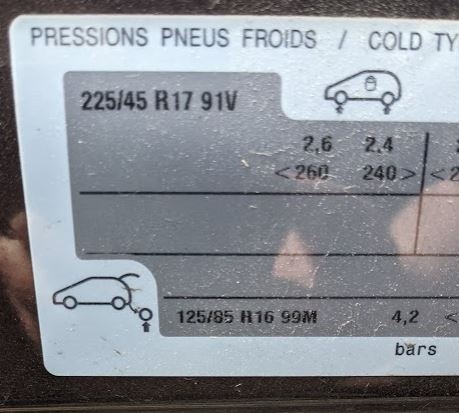 PRESSIONS PNEUS FROIDS / COLD TY
225/45 R17 91V
2,6 2,4
<260 240> <2
125/85 R16 99M 4,2 <
bars